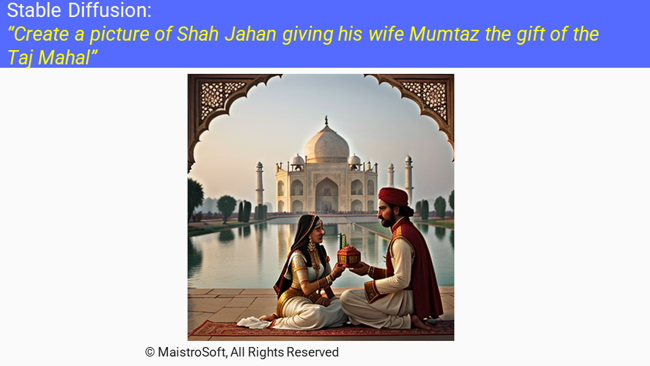 Stable Diffusion:
“Create a picture of Shah Jahan giving his wife Mumtaz the gift of the
Taj Mahal”
© MaistroSoft, All Rights Reserved